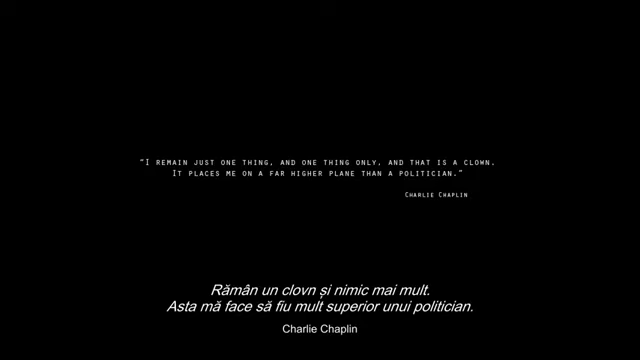 “I REMAIN JUST ONE THING, AND ONE THING ONLY, AND THAT IS A CLOWN.
IT PLACES ME ON A FAR HIGHER PLANE THAN A POLITICIAN.”
CHARLIE CHAPLIN
Rămân un clovn și nimic mai mult.
Asta mă face să fiu mult superior unui politician.
Charlie Chaplin